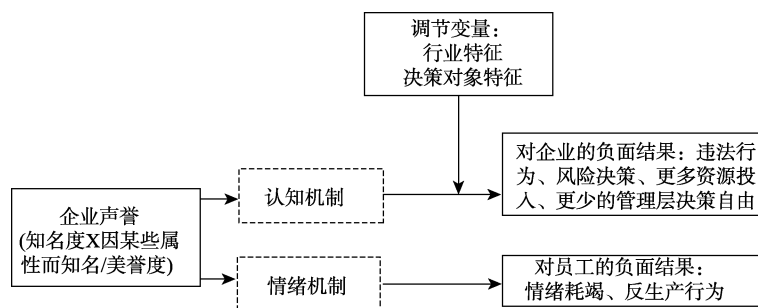 调节变量：
行业特征
决策对象特征
对企业的负面结果：违法行
为、风险决策、更多资源投
入、更少的管理层决策自由
认知机制
企业声誉
(知名度X因某些属
性而知名/美誉度)
情绪机制
对员工的负面结果：
情绪耗竭、反生产行为